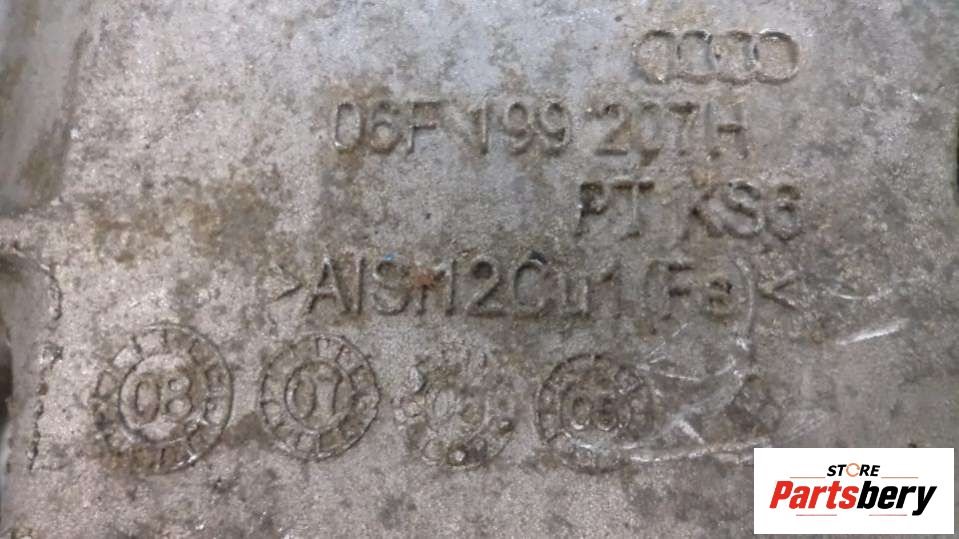 06F 199 207H
PT KS6
>AlSi12Cu1(Fe)<
08 07 05
STORE
Partsbery